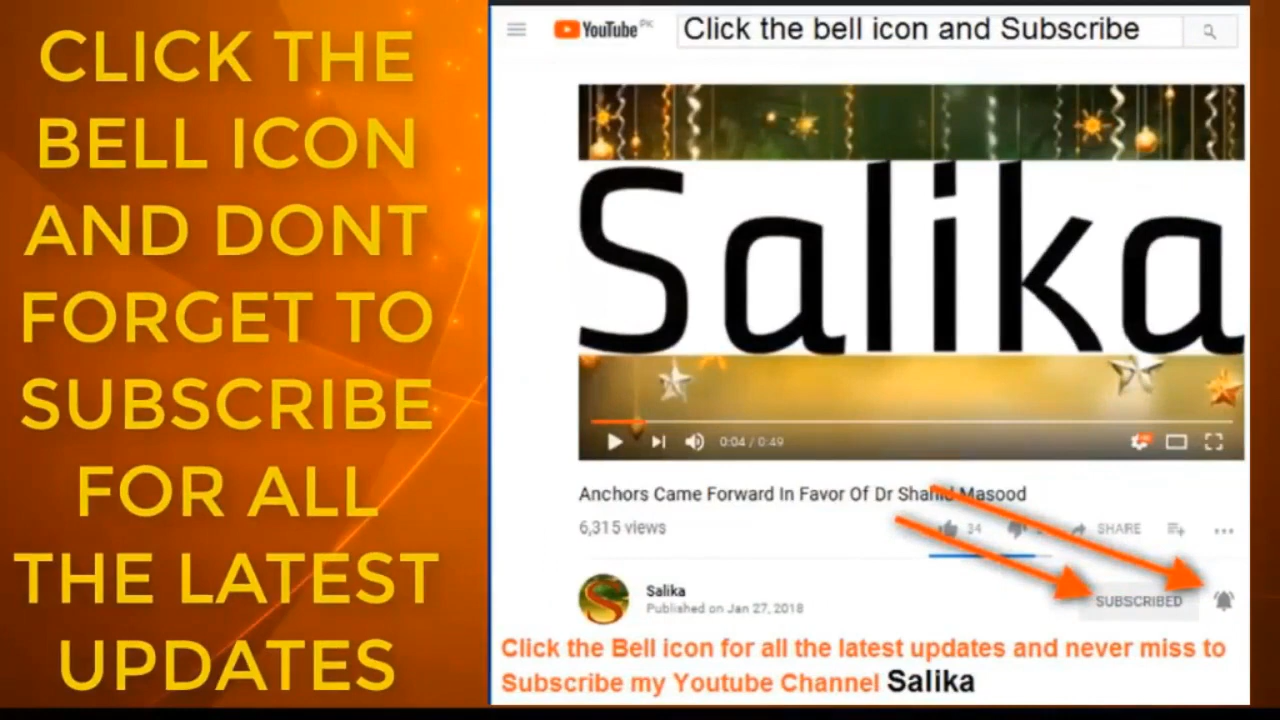 CLICK THE
BELL ICON
AND DONT
FORGET TO
SUBSCRIBE
FOR ALL
THE LATEST
UPDATES
YouTube PK
Click the bell icon and Subscribe
Salika
0:04 / 0:49
Anchors Came Forward In Favor Of Dr Shahid Masood
6,315 views
34
SHARE
Salika
Published on Jan 27, 2018
SUBSCRIBED
Click the Bell icon for all the latest updates and never miss to
Subscribe my Youtube Channel Salika